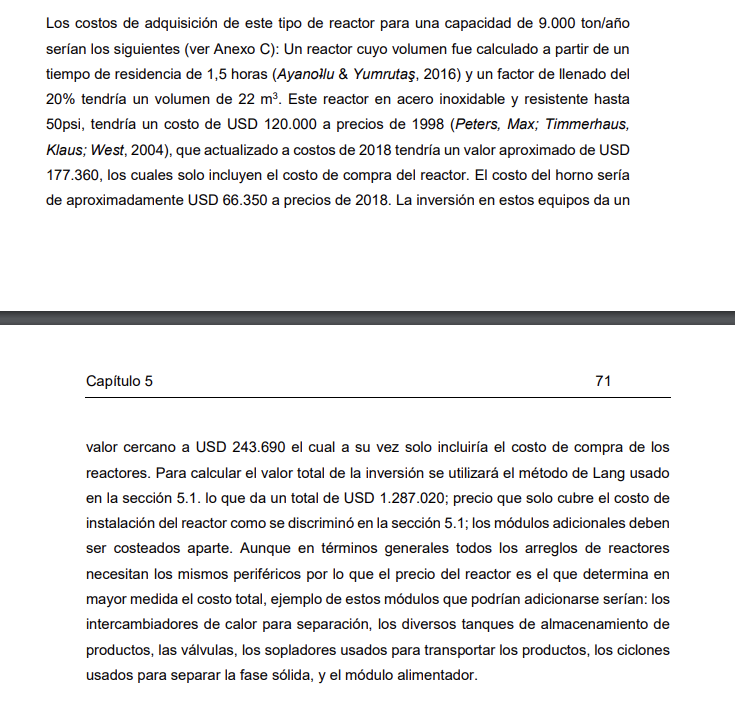 Los costos de adquisición de este tipo de reactor para una capacidad de 9.000 ton/año
serían los siguientes (ver Anexo C): Un reactor cuyo volumen fue calculado a partir de un
tiempo de residencia de 1,5 horas (Ayanoǧlu & Yumrutaş, 2016) y un factor de llenado del
20% tendría un volumen de 22 m³. Este reactor en acero inoxidable y resistente hasta
50psi, tendría un costo de USD 120.000 a precios de 1998 (Peters, Max; Timmerhaus,
Klaus; West, 2004), que actualizado a costos de 2018 tendría un valor aproximado de USD
177.360, los cuales solo incluyen el costo de compra del reactor. El costo del horno sería
de aproximadamente USD 66.350 a precios de 2018. La inversión en estos equipos da un
Capítulo 5 71
valor cercano a USD 243.690 el cual a su vez solo incluiría el costo de compra de los
reactores. Para calcular el valor total de la inversión se utilizará el método de Lang usado
en la sección 5.1. lo que da un total de USD 1.287.020; precio que solo cubre el costo de
instalación del reactor como se discriminó en la sección 5.1; los módulos adicionales deben
ser costeados aparte. Aunque en términos generales todos los arreglos de reactores
necesitan los mismos periféricos por lo que el precio del reactor es el que determina en
mayor medida el costo total, ejemplo de estos módulos que podrían adicionarse serían: los
intercambiadores de calor para separación, los diversos tanques de almacenamiento de
productos, las válvulas, los sopladores usados para transportar los productos, los ciclones
usados para separar la fase sólida, y el módulo alimentador.